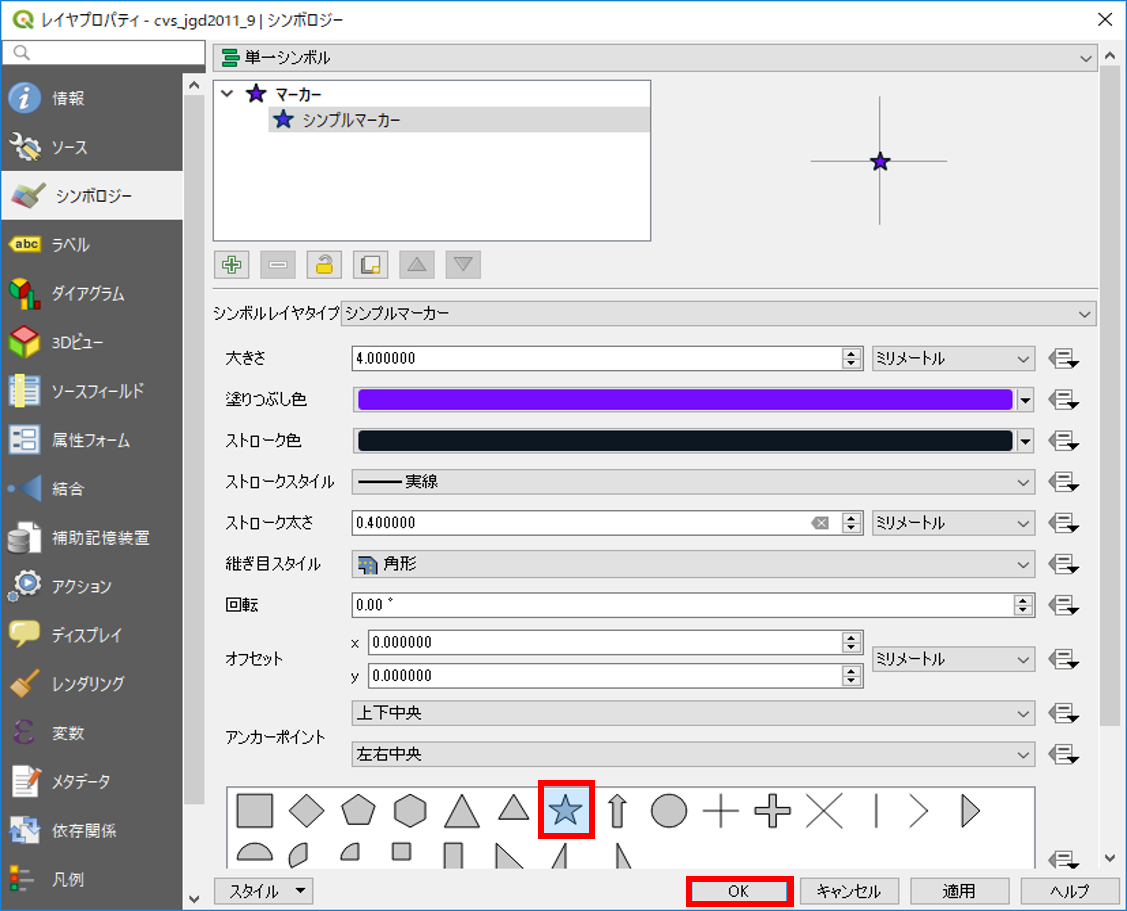 レイヤプロパティ - cvs_jgd2011_9 | シンボロジー
情報
ソース
シンボロジー
abc ラベル
ダイアグラム
3Dビュー
ソースフィールド
属性フォーム
結合
補助記憶装置
アクション
ディスプレイ
レンダリング
変数
メタデータ
依存関係
凡例
単一シンボル
マーカー
シンプルマーカー
シンボルレイヤタイプ シンプルマーカー
大きさ 4.000000 ミリメートル
塗りつぶし色
ストローク色
ストロークスタイル 実線
ストローク太さ 0.400000 ミリメートル
継ぎ目スタイル 角形
回転 0.00 °
オフセット x 0.000000 ミリメートル
y 0.000000
アンカーポイント 上下中央
左右中央
スタイル OK キャンセル 適用 ヘルプ